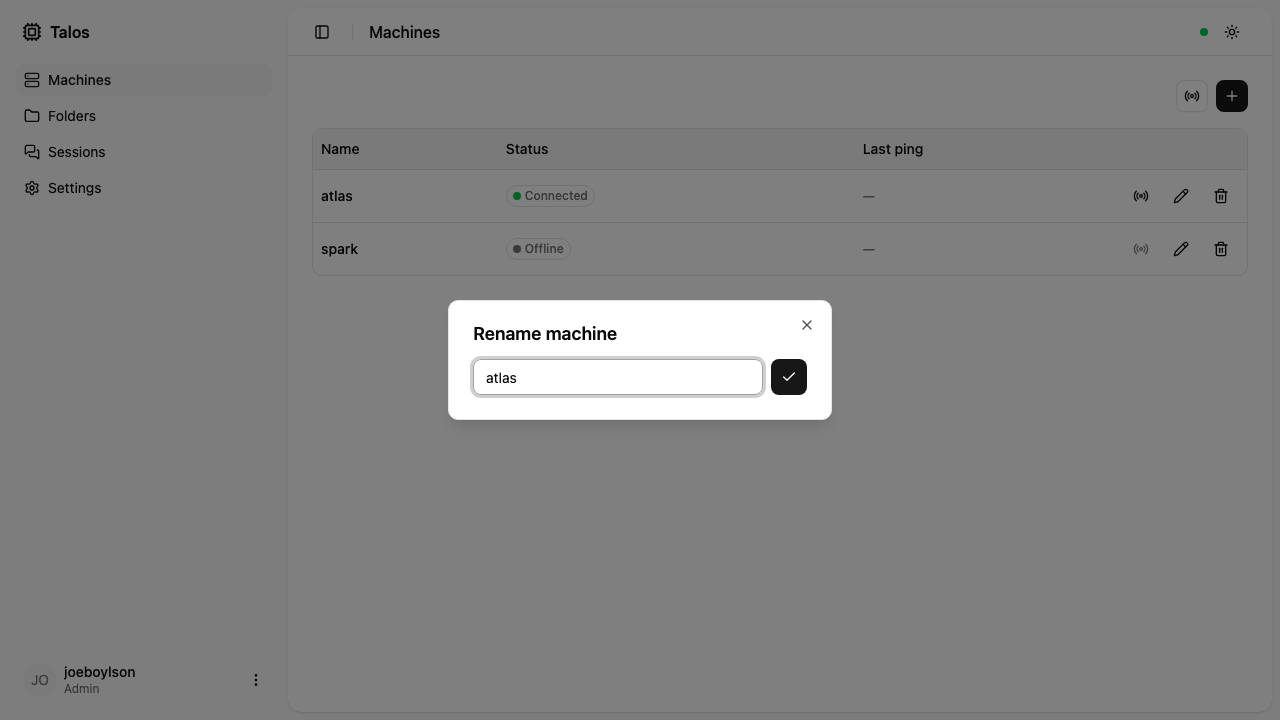 Talos
Machines
Folders
Sessions
Settings
Machines
Name Status Last ping
atlas Connected —
spark Offline —
Rename machine
atlas
JO
joeboylson
Admin